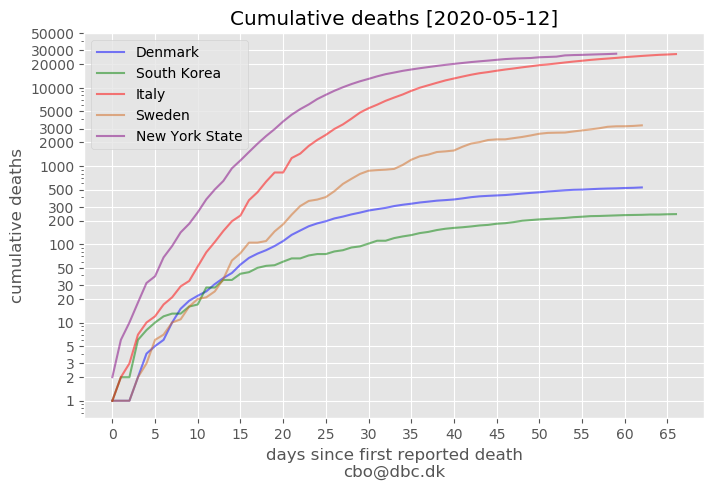 Cumulative deaths [2020-05-12]
Denmark
South Korea
Italy
Sweden
New York State
cumulative deaths
50000
30000
20000
10000
5000
3000
2000
1000
500
300
200
100
50
30
20
10
5
3
2
1
0 5 10 15 20 25 30 35 40 45 50 55 60 65
days since first reported death
cbo@dbc.dk